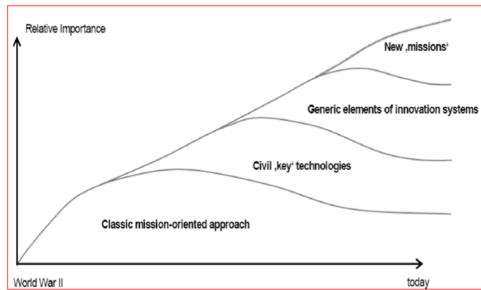 Relative Importance
New ‚missions‘
Generic elements of innovation systems
Civil ‚key‘ technologies
Classic mission-oriented approach
World War II
today